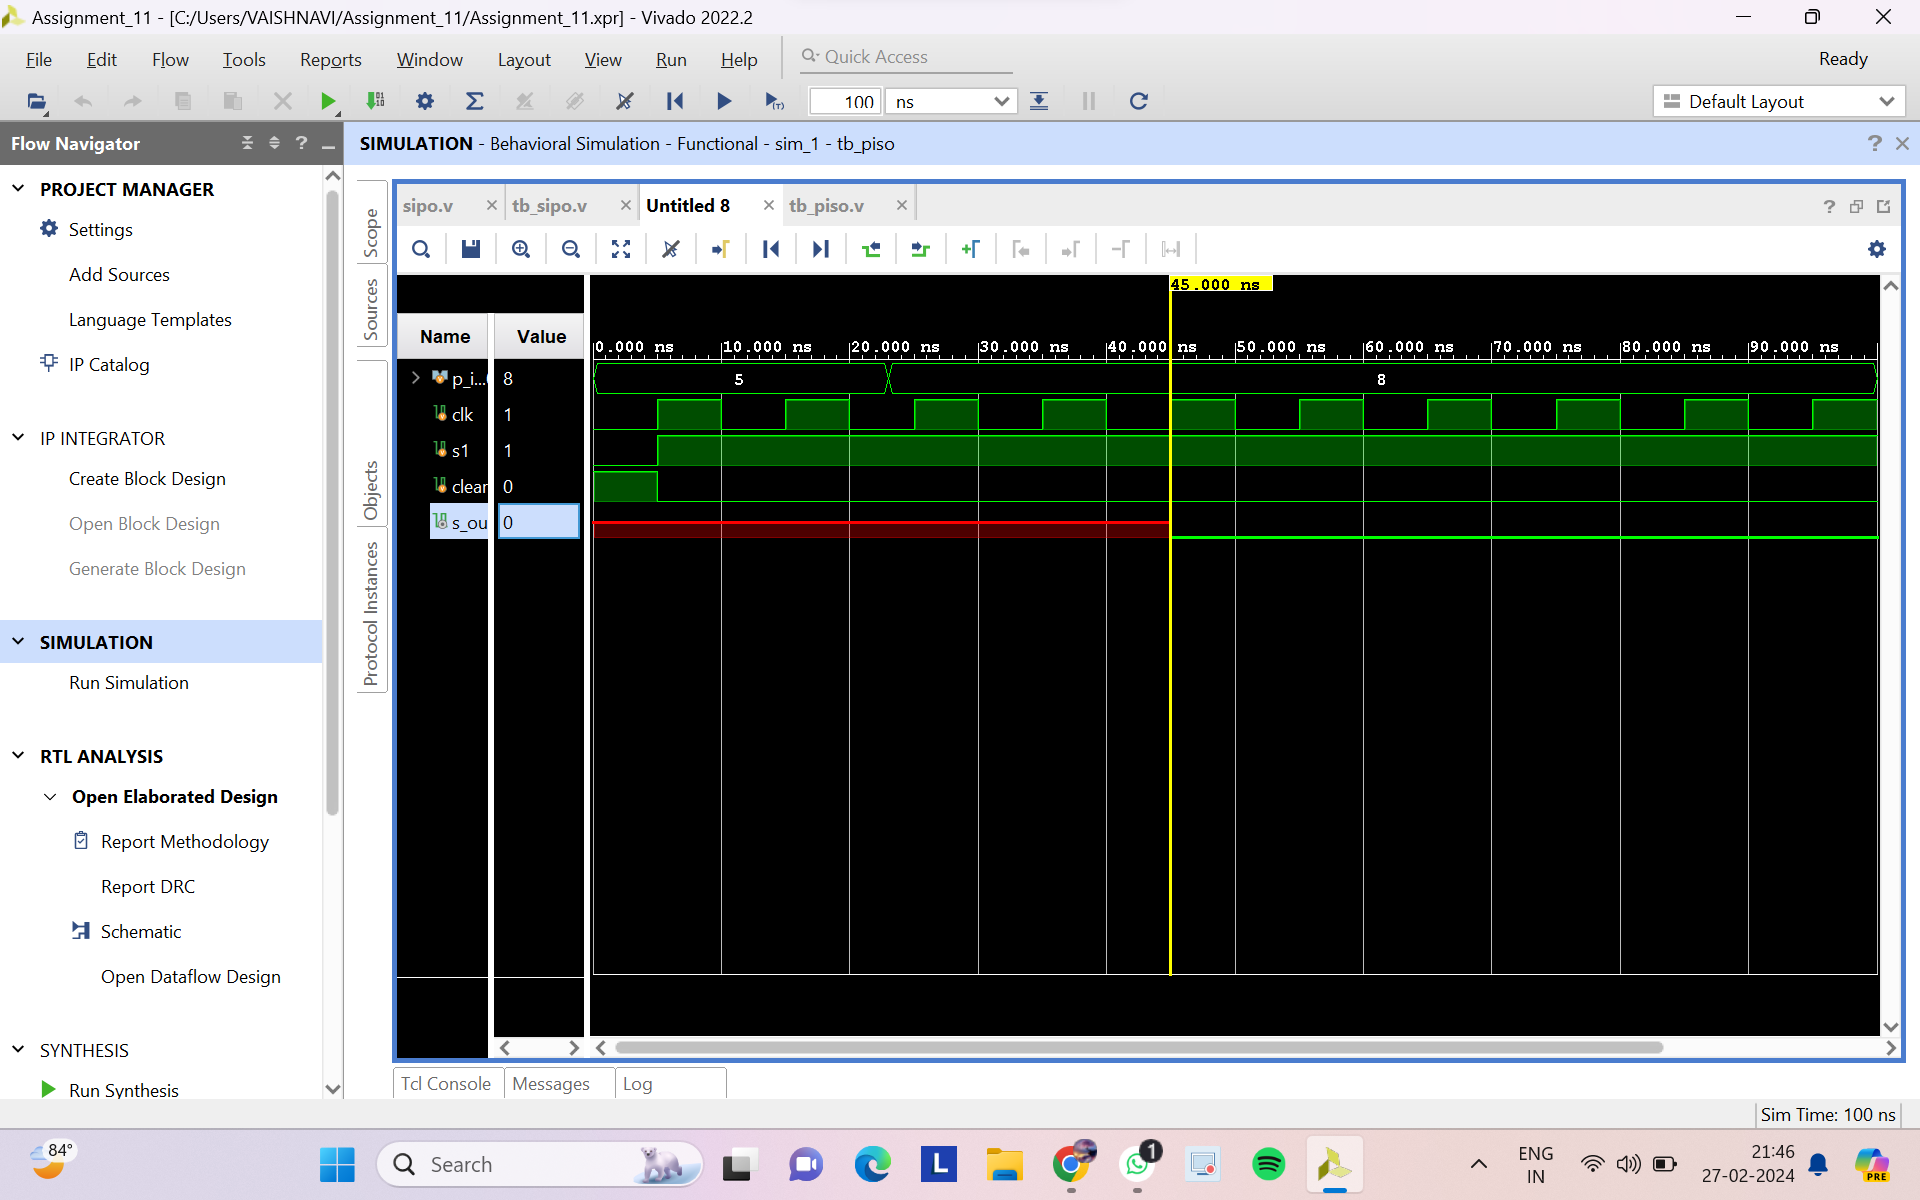 Assignment_11 - [C:/Users/VAISHNAVI/Assignment_11/Assignment_11.xpr] - Vivado 2022.2
File Edit Flow Tools Reports Window Layout View Run Help Quick Access Ready
100 ns Default Layout
Flow Navigator
SIMULATION - Behavioral Simulation - Functional - sim_1 - tb_piso
PROJECT MANAGER
Settings
Add Sources
Language Templates
IP Catalog
IP INTEGRATOR
Create Block Design
Open Block Design
Generate Block Design
SIMULATION
Run Simulation
RTL ANALYSIS
Open Elaborated Design
Report Methodology
Report DRC
Schematic
Open Dataflow Design
SYNTHESIS
Run Synthesis
Scope
Sources
Objects
Protocol Instances
sipo.v tb_sipo.v Untitled 8 tb_piso.v
45.000 ns
Name Value
0.000 ns 10.000 ns 20.000 ns 30.000 ns 40.000 ns 50.000 ns 60.000 ns 70.000 ns 80.000 ns 90.000 ns
p_i... 8 5 8
clk 1
s1 1
clear 0
s_ou 0
Tcl Console Messages Log
Sim Time: 100 ns
84°
Search
L
1
ENG
IN
21:46
27-02-2024
PRE